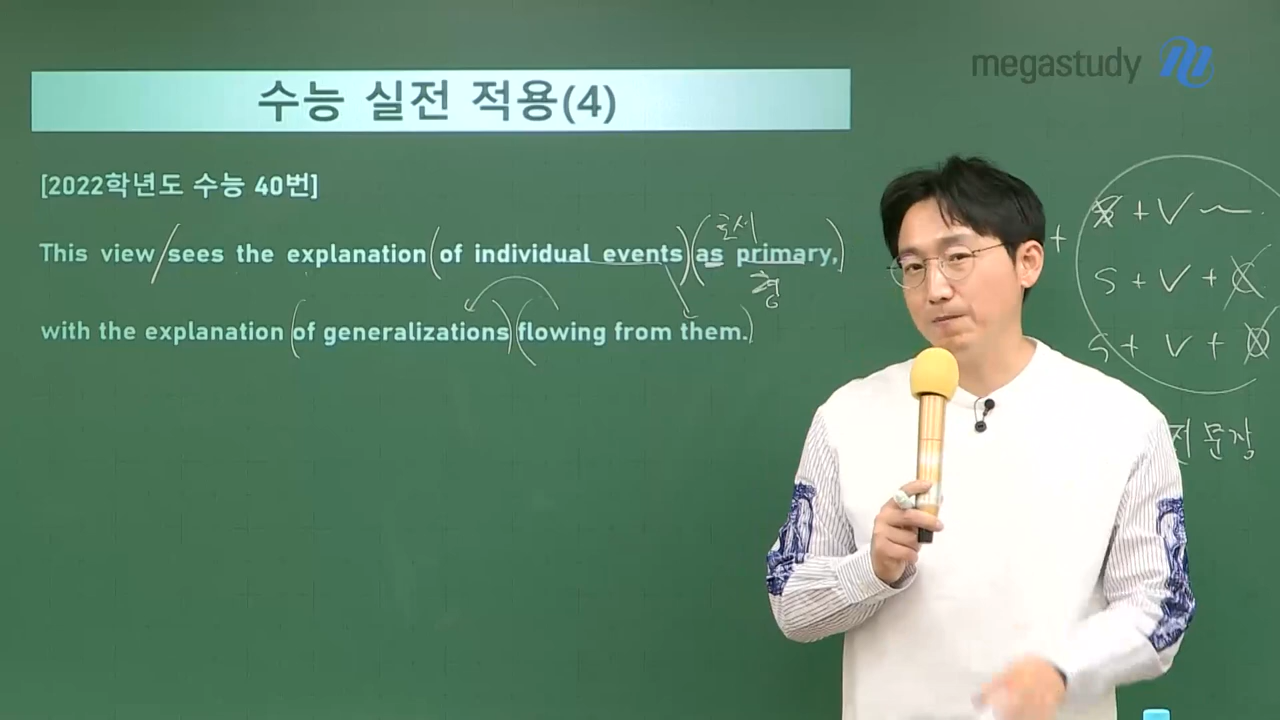 megastudy
수능 실전 적용(4)
[2022학년도 수능 40번]
This view sees the explanation of individual events as primary,
with the explanation of generalizations flowing from them.
로서
형
+
S + V
S + V + C
S + V + O
문장